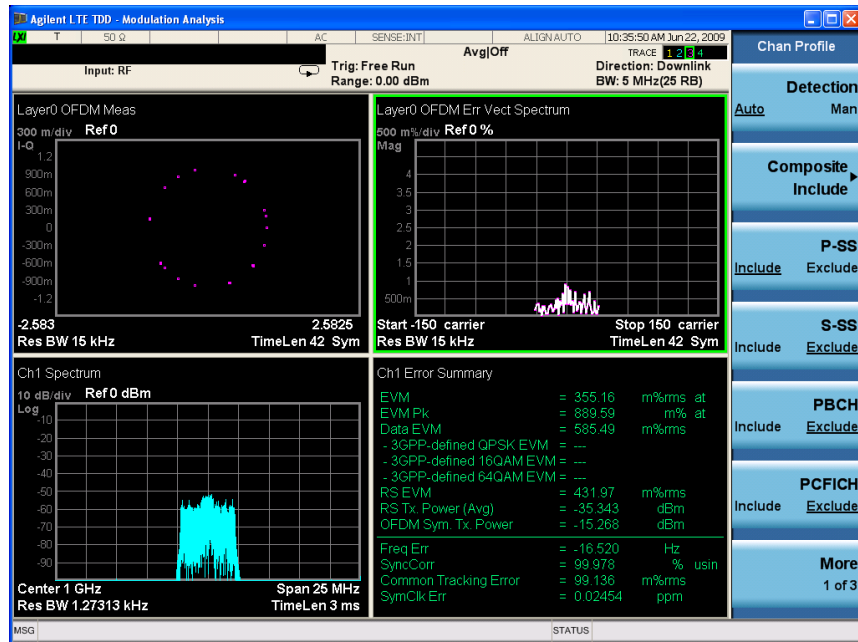 Agilent LTE TDD - Modulation Analysis
LXI T 50 Ω AC SENSE:INT ALIGN AUTO 10:35:50 AM Jun 22, 2009
Avg|Off TRACE 1 2 3 4
Input: RF Trig: Free Run Direction: Downlink
Range: 0.00 dBm BW: 5 MHz(25 RB)
Layer0 OFDM Meas
300 m/div Ref 0
I-Q
1.2
900m
600m
300m
0
-300m
-600m
-900m
-1.2
-2.583 2.5825
Res BW 15 kHz TimeLen 42 Sym
Layer0 OFDM Err Vect Spectrum
500 m%/div Ref 0 %
Mag
4
3.5
3
2.5
2
1.5
1
500m
Start -150 carrier Stop 150 carrier
Res BW 15 kHz TimeLen 42 Sym
Ch1 Spectrum
10 dB/div Ref 0 dBm
Log
-10
-20
-30
-40
-50
-60
-70
-80
-90
Center 1 GHz Span 25 MHz
Res BW 1.27313 kHz TimeLen 3 ms
Ch1 Error Summary
EVM = 355.16 m%rms at
EVM Pk = 889.59 m% at
Data EVM = 585.49 m%rms
- 3GPP-defined QPSK EVM = ---
- 3GPP-defined 16QAM EVM = ---
- 3GPP-defined 64QAM EVM = ---
RS EVM = 431.97 m%rms
RS Tx. Power (Avg) = -35.343 dBm
OFDM Sym. Tx. Power = -15.268 dBm
Freq Err = -16.520 Hz
SyncCorr = 99.978 % usin
Common Tracking Error = 99.136 m%rms
SymClk Err = 0.02454 ppm
Chan Profile
Detection
Auto Man
Composite
Include
P-SS
Include Exclude
S-SS
Include Exclude
PBCH
Include Exclude
PCFICH
Include Exclude
More
1 of 3
MSG STATUS